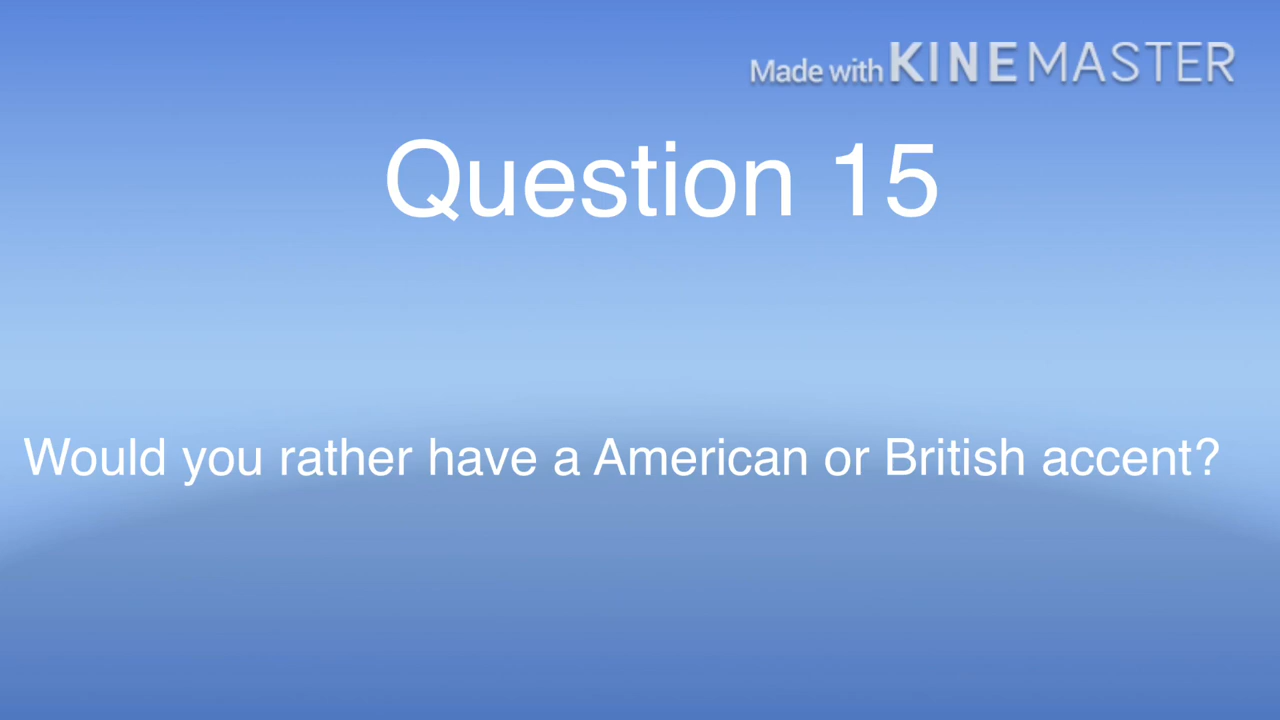 Made with KINEMASTER
Question 15
Would you rather have a American or British accent?